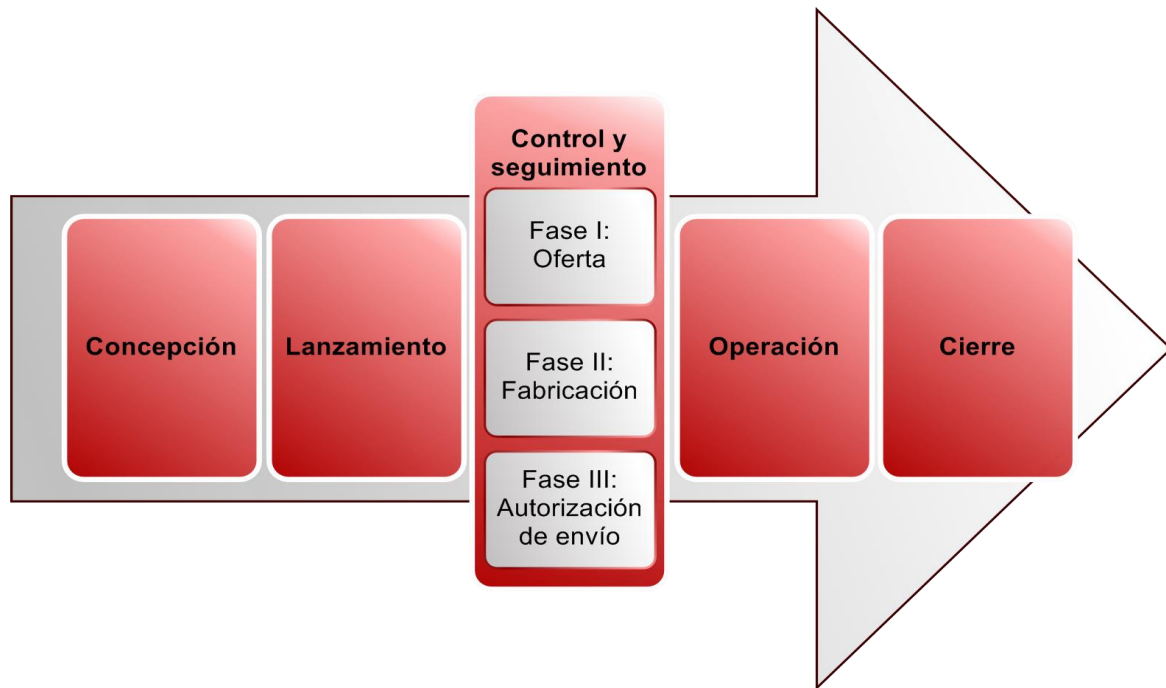 Concepción
Lanzamiento
Control y
seguimiento
Fase I:
Oferta
Fase II:
Fabricación
Fase III:
Autorización
de envío
Operación
Cierre